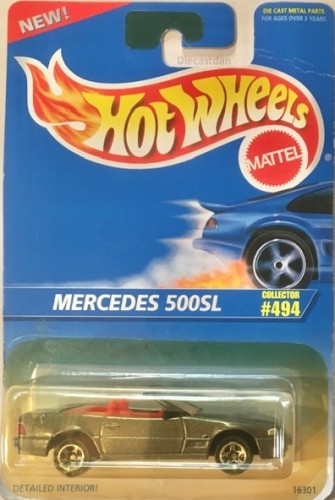 NEW!
DIE CAST METAL PARTS.
FOR AGES OVER 3 YEARS.
Diecastdan
HOT WHEELS
MATTEL
®
MERCEDES 500SL
COLLECTOR
#494
DETAILED INTERIOR!
16301